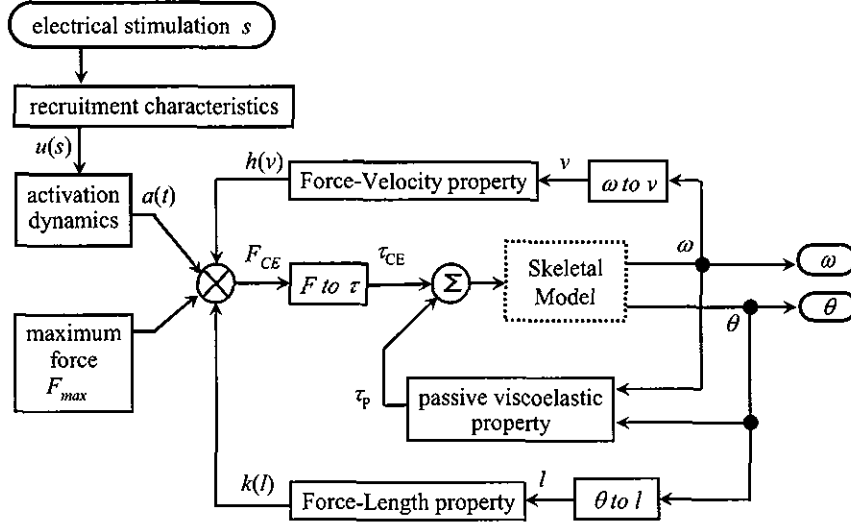 electrical stimulation s
recruitment characteristics
u(s)
h(v)
Force-Velocity property
v
ω to v
activation
dynamics
a(t)
F_CE
F to τ
τ_CE
Σ
Skeletal
Model
ω
ω
θ
θ
maximum
force
F_max
τ_P
passive viscoelastic
property
k(l)
Force-Length property
l
θ to l